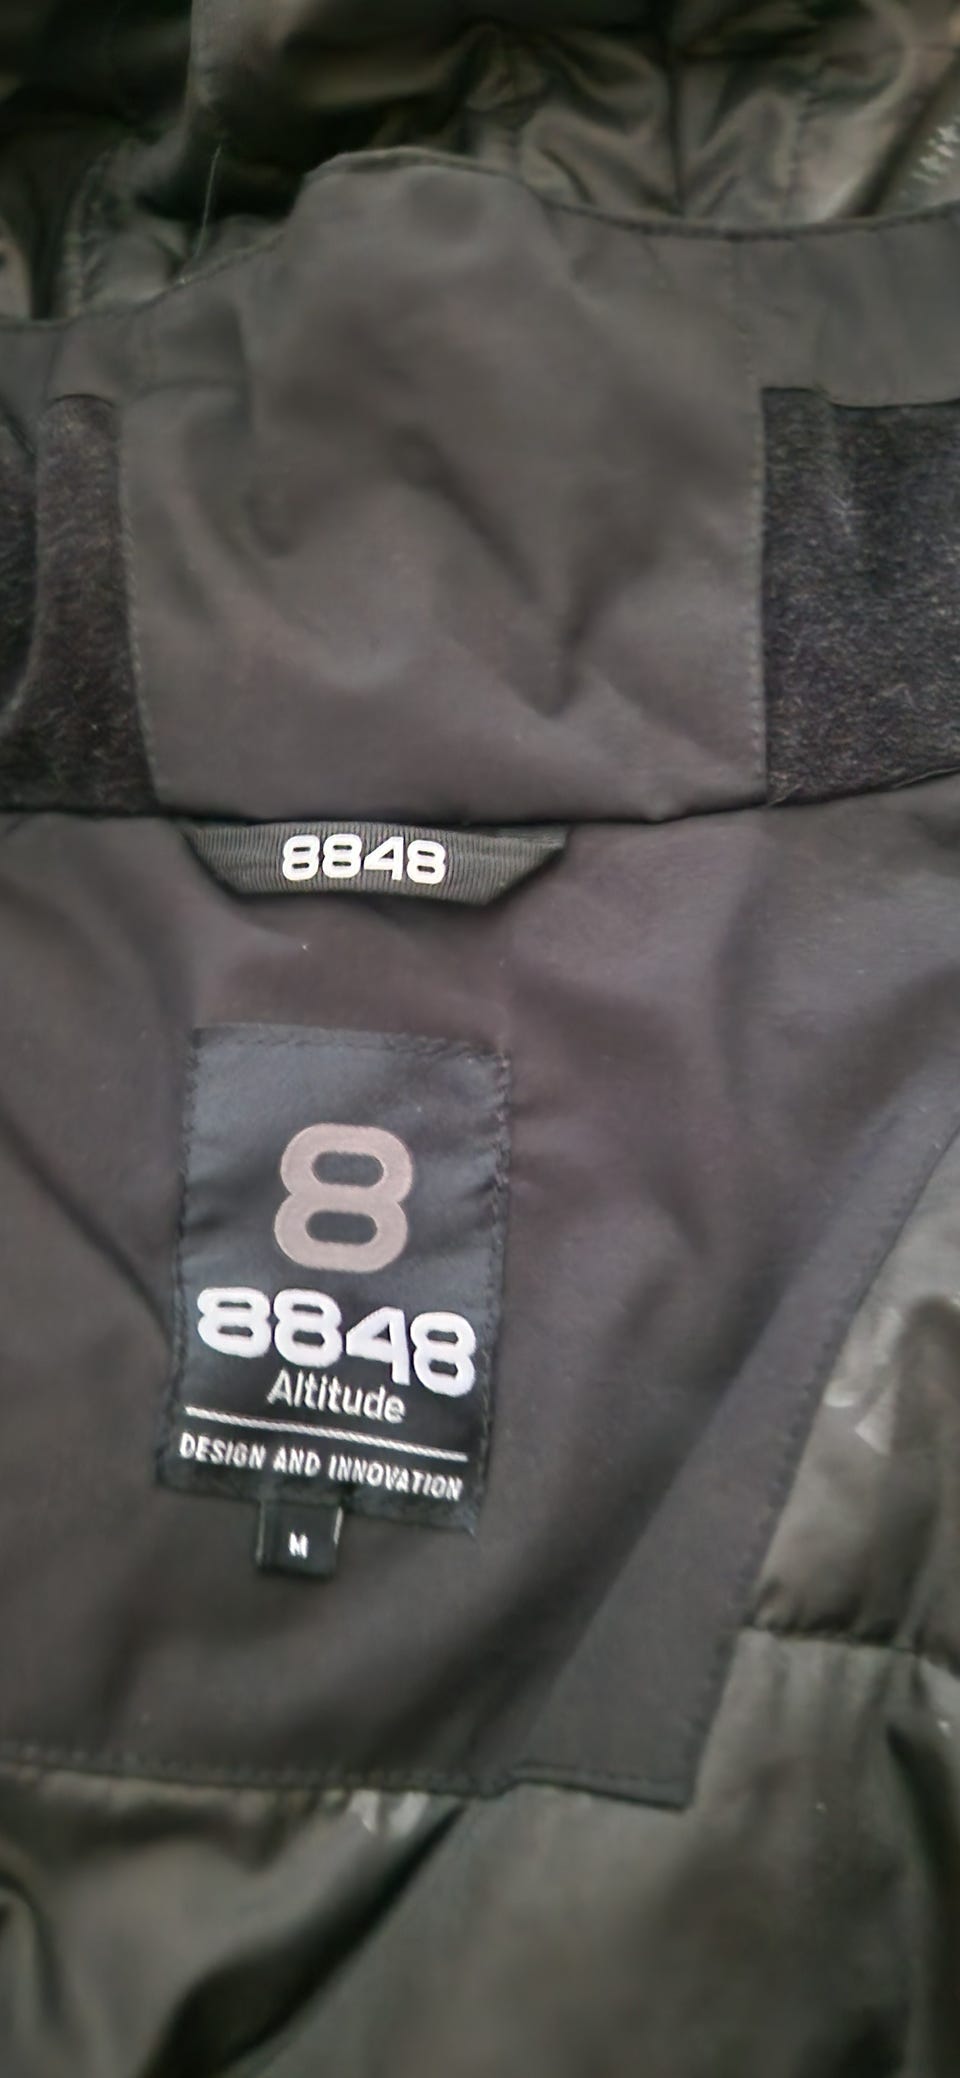 8848
8
8848
Altitude
DESIGN AND INNOVATION
M